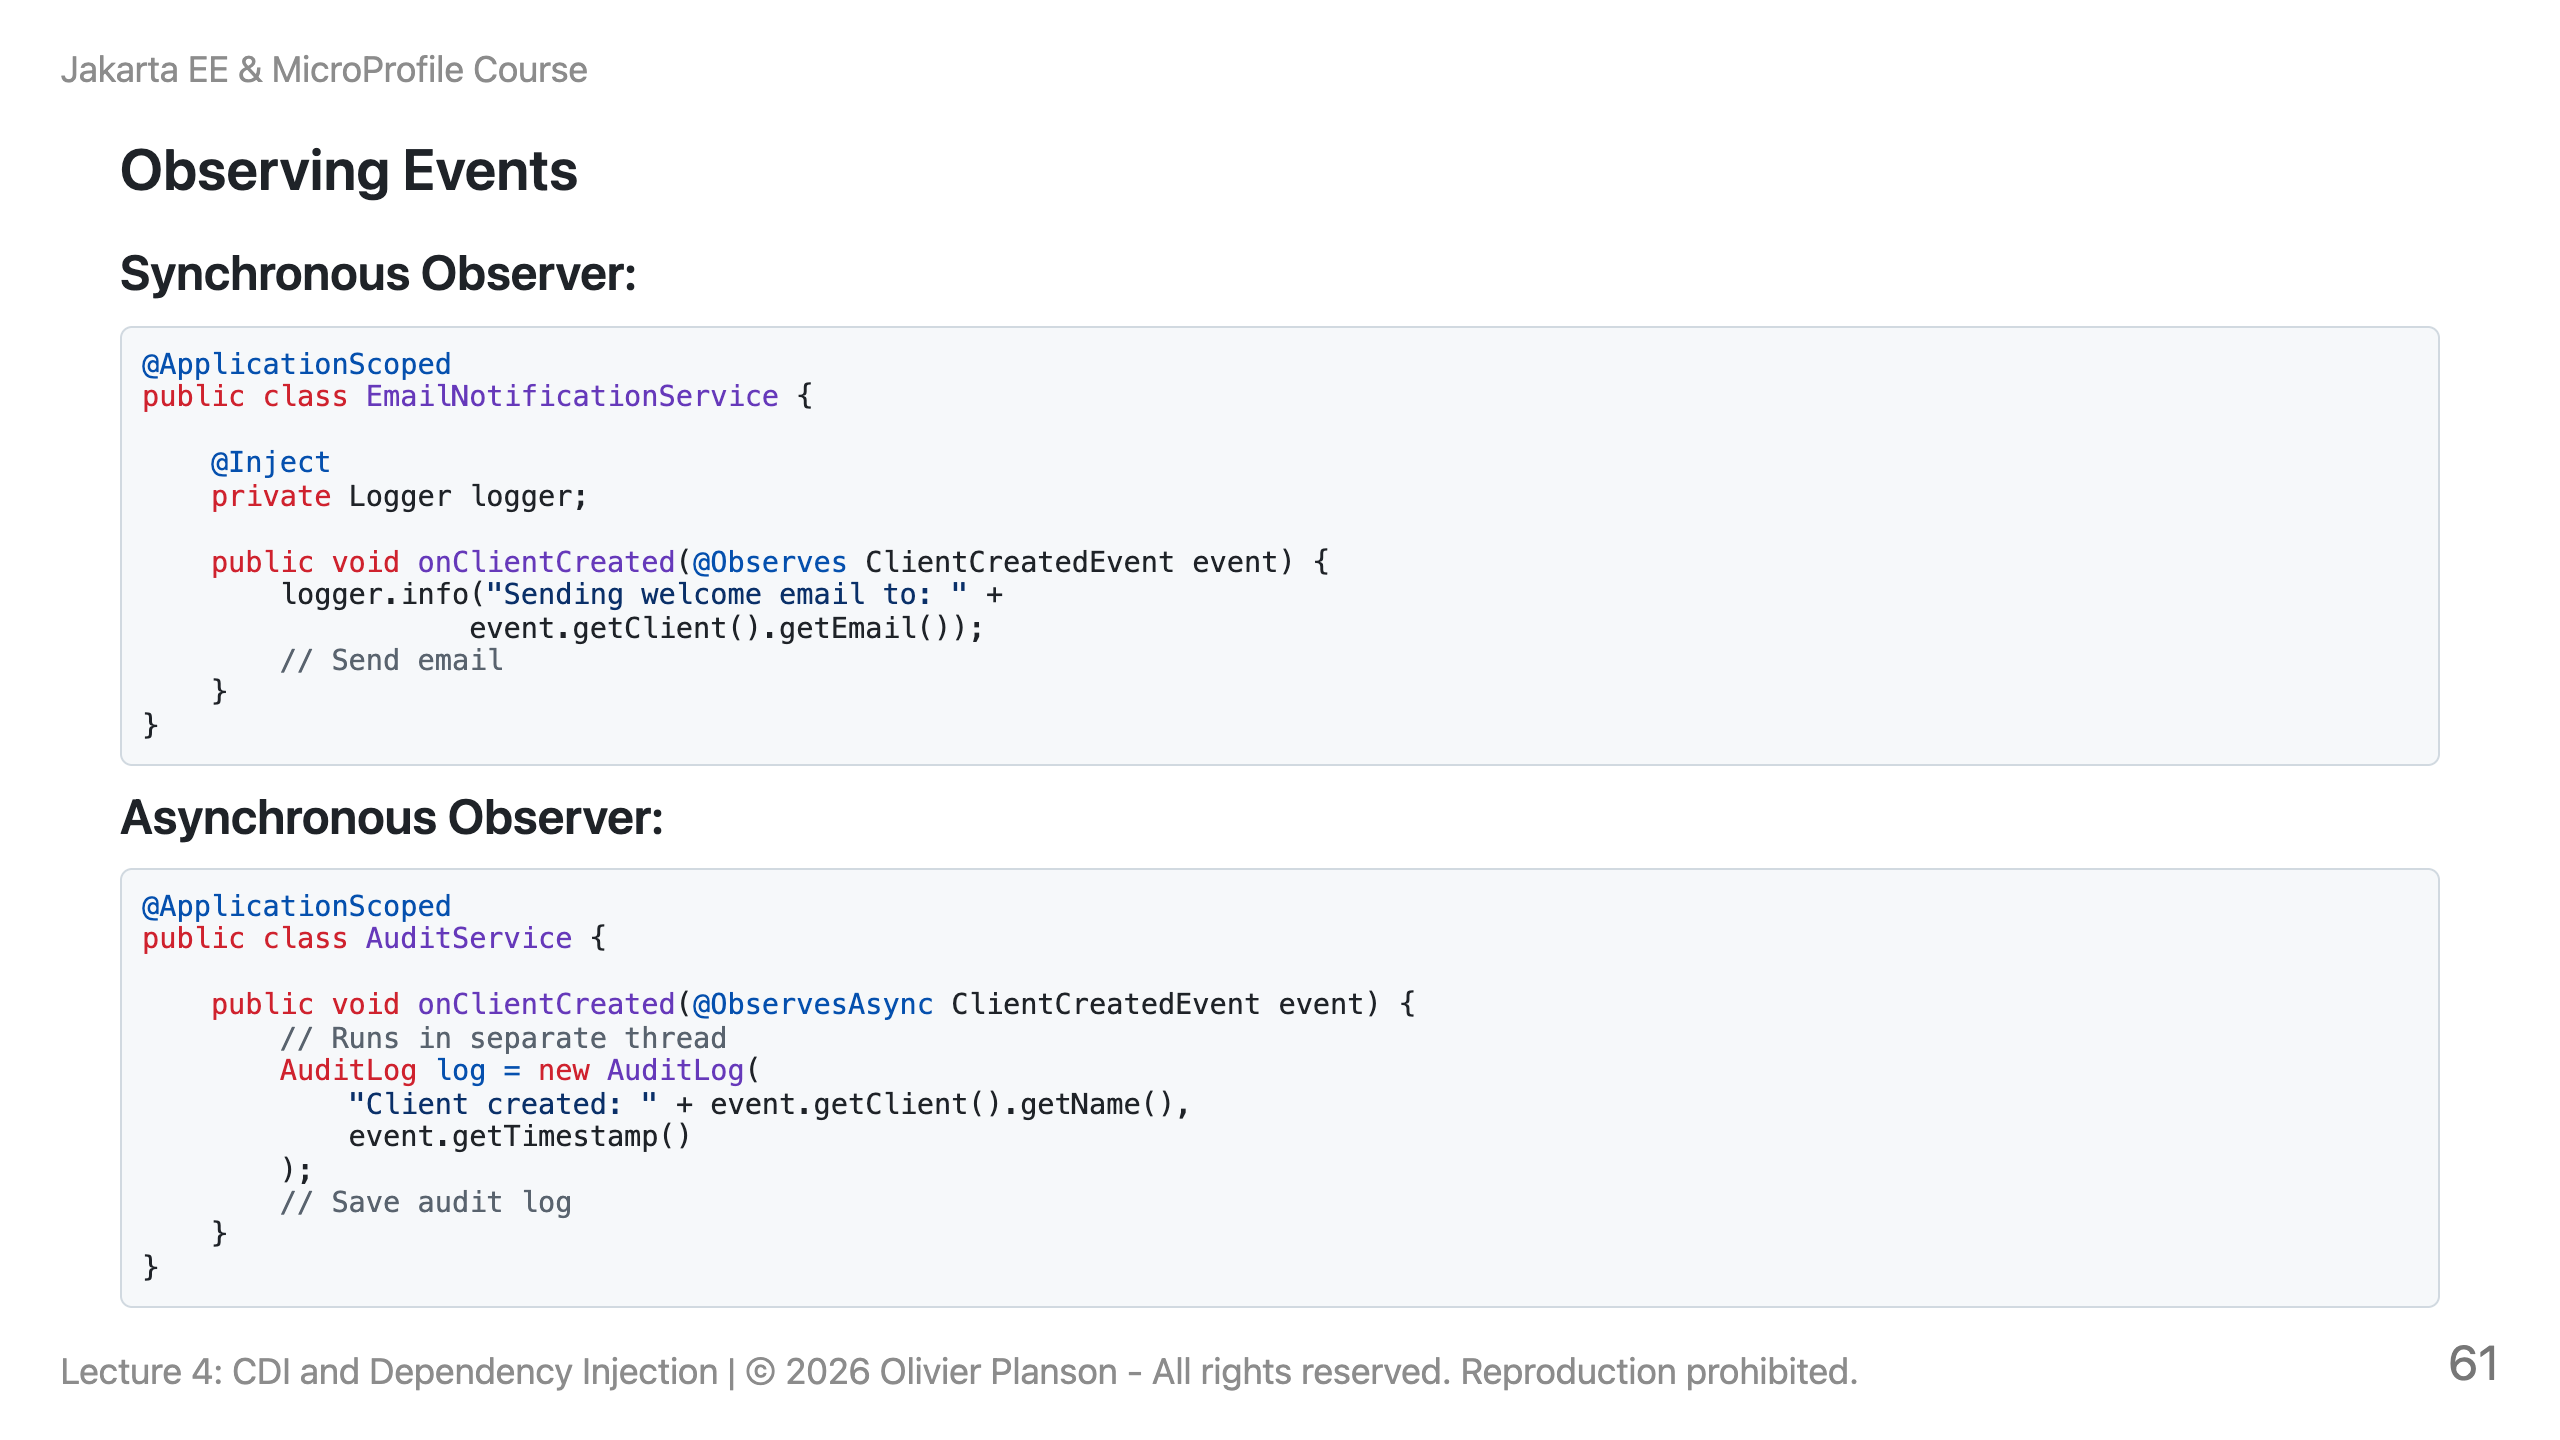 Jakarta EE & MicroProfile Course
Observing Events
Synchronous Observer:
@ApplicationScoped
public class EmailNotificationService {
    @Inject
    private Logger logger;
    public void onClientCreated(@Observes ClientCreatedEvent event) {
        logger.info("Sending welcome email to: " +
                   event.getClient().getEmail());
        // Send email
    }
}
Asynchronous Observer:
@ApplicationScoped
public class AuditService {
    public void onClientCreated(@ObservesAsync ClientCreatedEvent event) {
        // Runs in separate thread
        AuditLog log = new AuditLog(
            "Client created: " + event.getClient().getName(),
            event.getTimestamp()
        );
        // Save audit log
    }
}
Lecture 4: CDI and Dependency Injection | © 2026 Olivier Planson - All rights reserved. Reproduction prohibited.
61